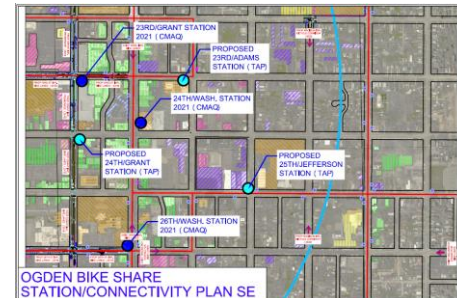 23RD/GRANT STATION
2021 (CMAQ)
PROPOSED
23RD/ADAMS
STATION (TAP)
24TH/WASH. STATION
2021 (CMAQ)
PROPOSED
24TH/GRANT
STATION (TAP)
PROPOSED
25TH/JEFFERSON
STATION (TAP)
26TH/WASH. STATION
2021 (CMAQ)
OGDEN BIKE SHARE
STATION/CONNECTIVITY PLAN SE